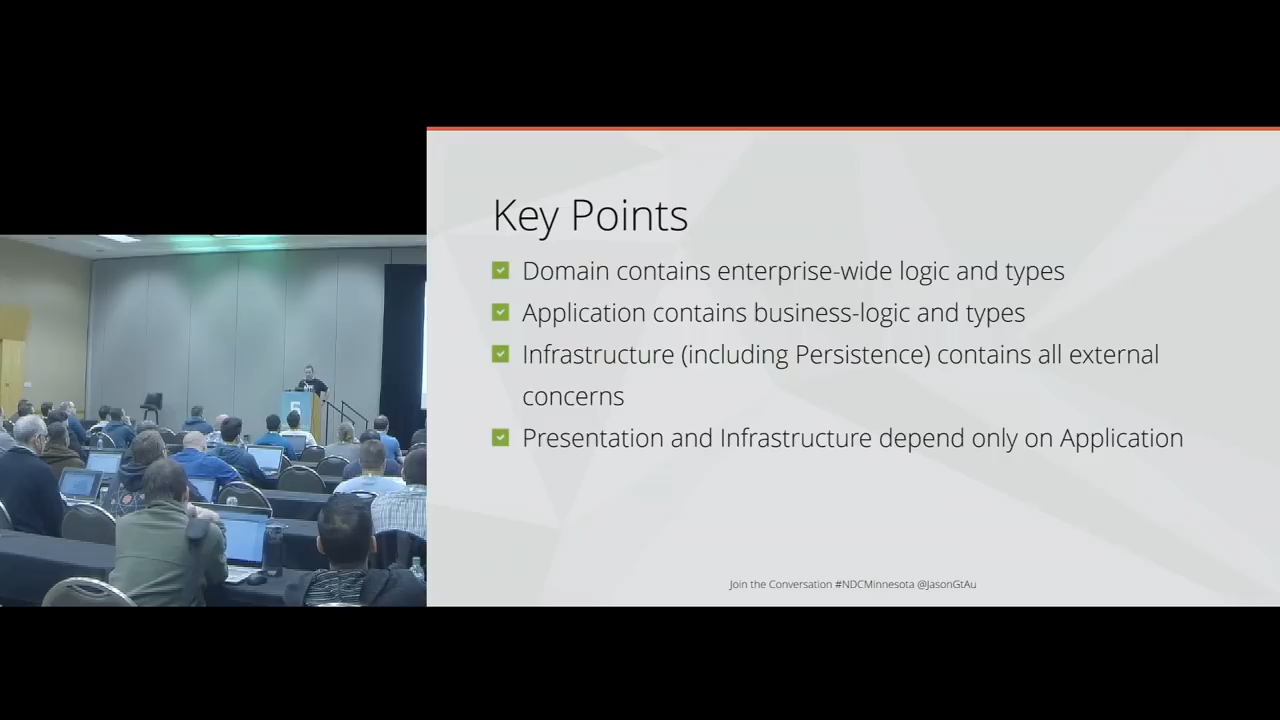 Key Points
Domain contains enterprise-wide logic and types
Application contains business-logic and types
Infrastructure (including Persistence) contains all external
concerns
Presentation and Infrastructure depend only on Application
Join the Conversation #NDCMinnesota @JasonGtAu
5